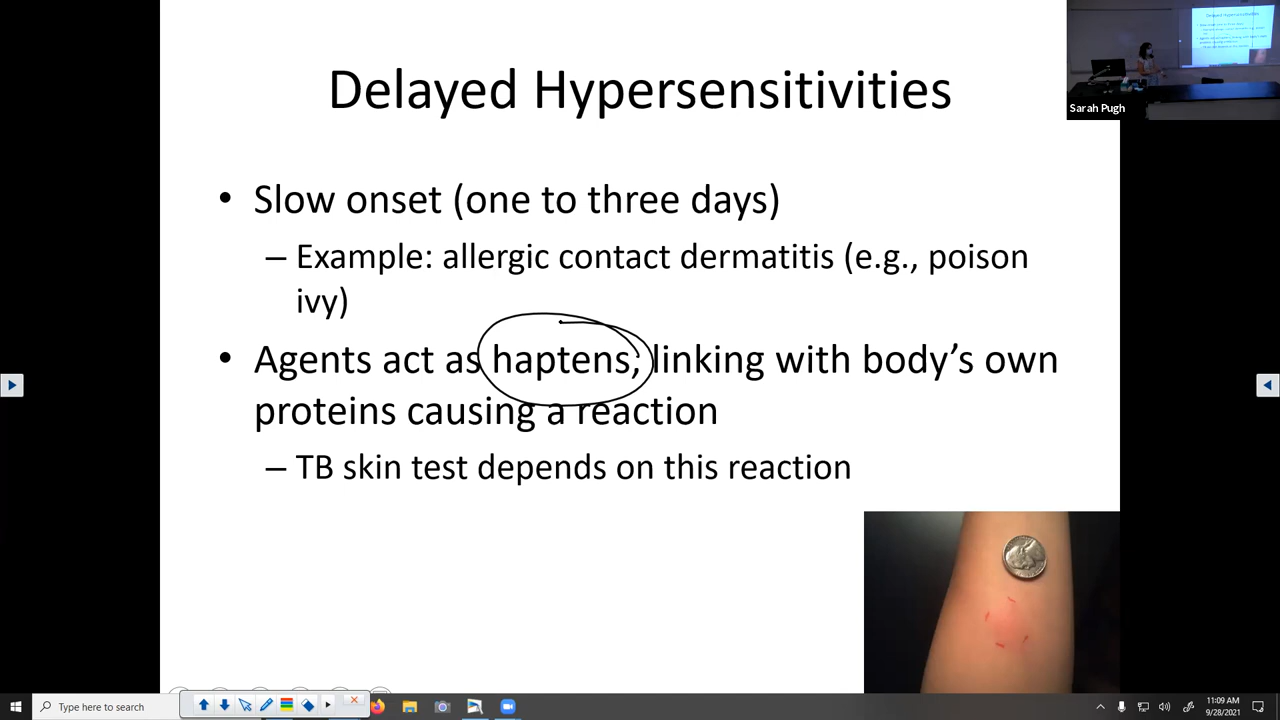 Delayed Hypersensitivities
Delayed Hypersensitivities
Sarah Pugh
• Slow onset (one to three days)
– Example: allergic contact dermatitis (e.g., poison
ivy)
• Agents act as haptens, linking with body’s own
proteins causing a reaction
– TB skin test depends on this reaction
Type here to search
11:09 AM
9/28/2021